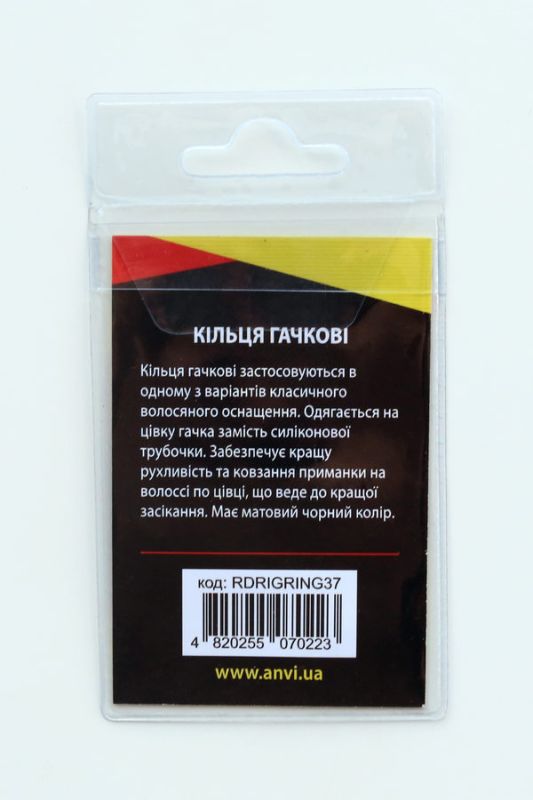 КІЛЬЦЯ ГАЧКОВІ
Кільця гачкові застосовуються в
одному з варіантів класичного
волосяного оснащення. Одягається на
цівку гачка замість силіконової
трубочки. Забезпечує кращу
рухливість та ковзання приманки на
волоссі по цівці, що веде до кращої
засікання. Має матовий чорний колір.
код: RDRIGRING37
4 820255 070223
www.anvi.ua